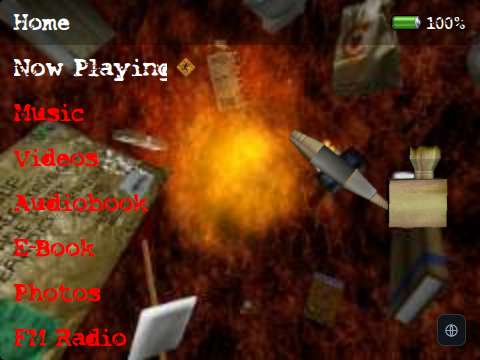 Home
100%
Now Playing
Music
Videos
Audiobook
E-Book
Photos
FM Radio